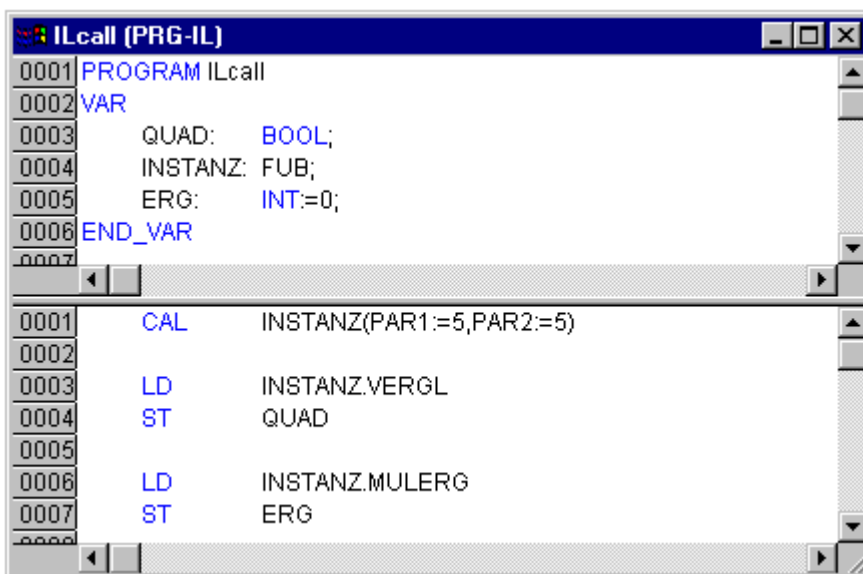 ILcall (PRG-IL)
0001 PROGRAM ILcall
0002 VAR
0003 QUAD: BOOL;
0004 INSTANZ: FUB;
0005 ERG: INT:=0;
0006 END_VAR
0007
0001 CAL INSTANZ(PAR1:=5,PAR2:=5)
0002
0003 LD INSTANZ.VERGL
0004 ST QUAD
0005
0006 LD INSTANZ.MULERG
0007 ST ERG